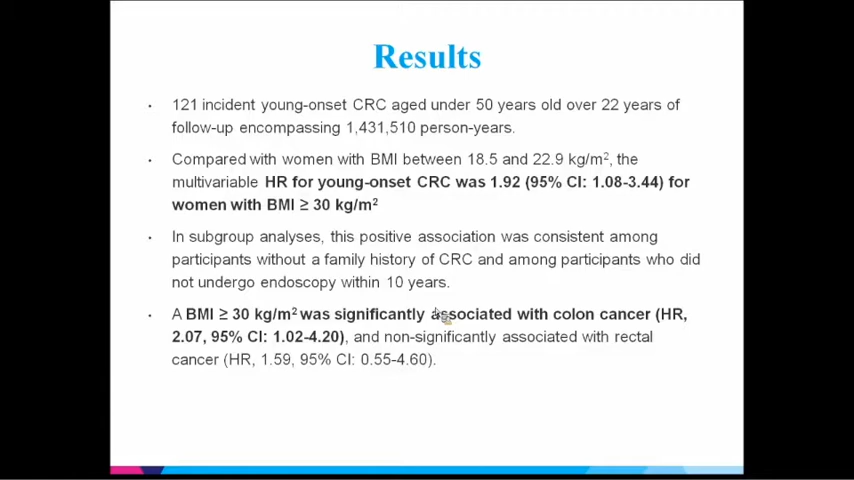 Results
• 121 incident young-onset CRC aged under 50 years old over 22 years of
follow-up encompassing 1,431,510 person-years.
• Compared with women with BMI between 18.5 and 22.9 kg/m², the
multivariable HR for young-onset CRC was 1.92 (95% CI: 1.08-3.44) for
women with BMI ≥ 30 kg/m²
• In subgroup analyses, this positive association was consistent among
participants without a family history of CRC and among participants who did
not undergo endoscopy within 10 years.
• A BMI ≥ 30 kg/m² was significantly associated with colon cancer (HR,
2.07, 95% CI: 1.02-4.20), and non-significantly associated with rectal
cancer (HR, 1.59, 95% CI: 0.55-4.60).